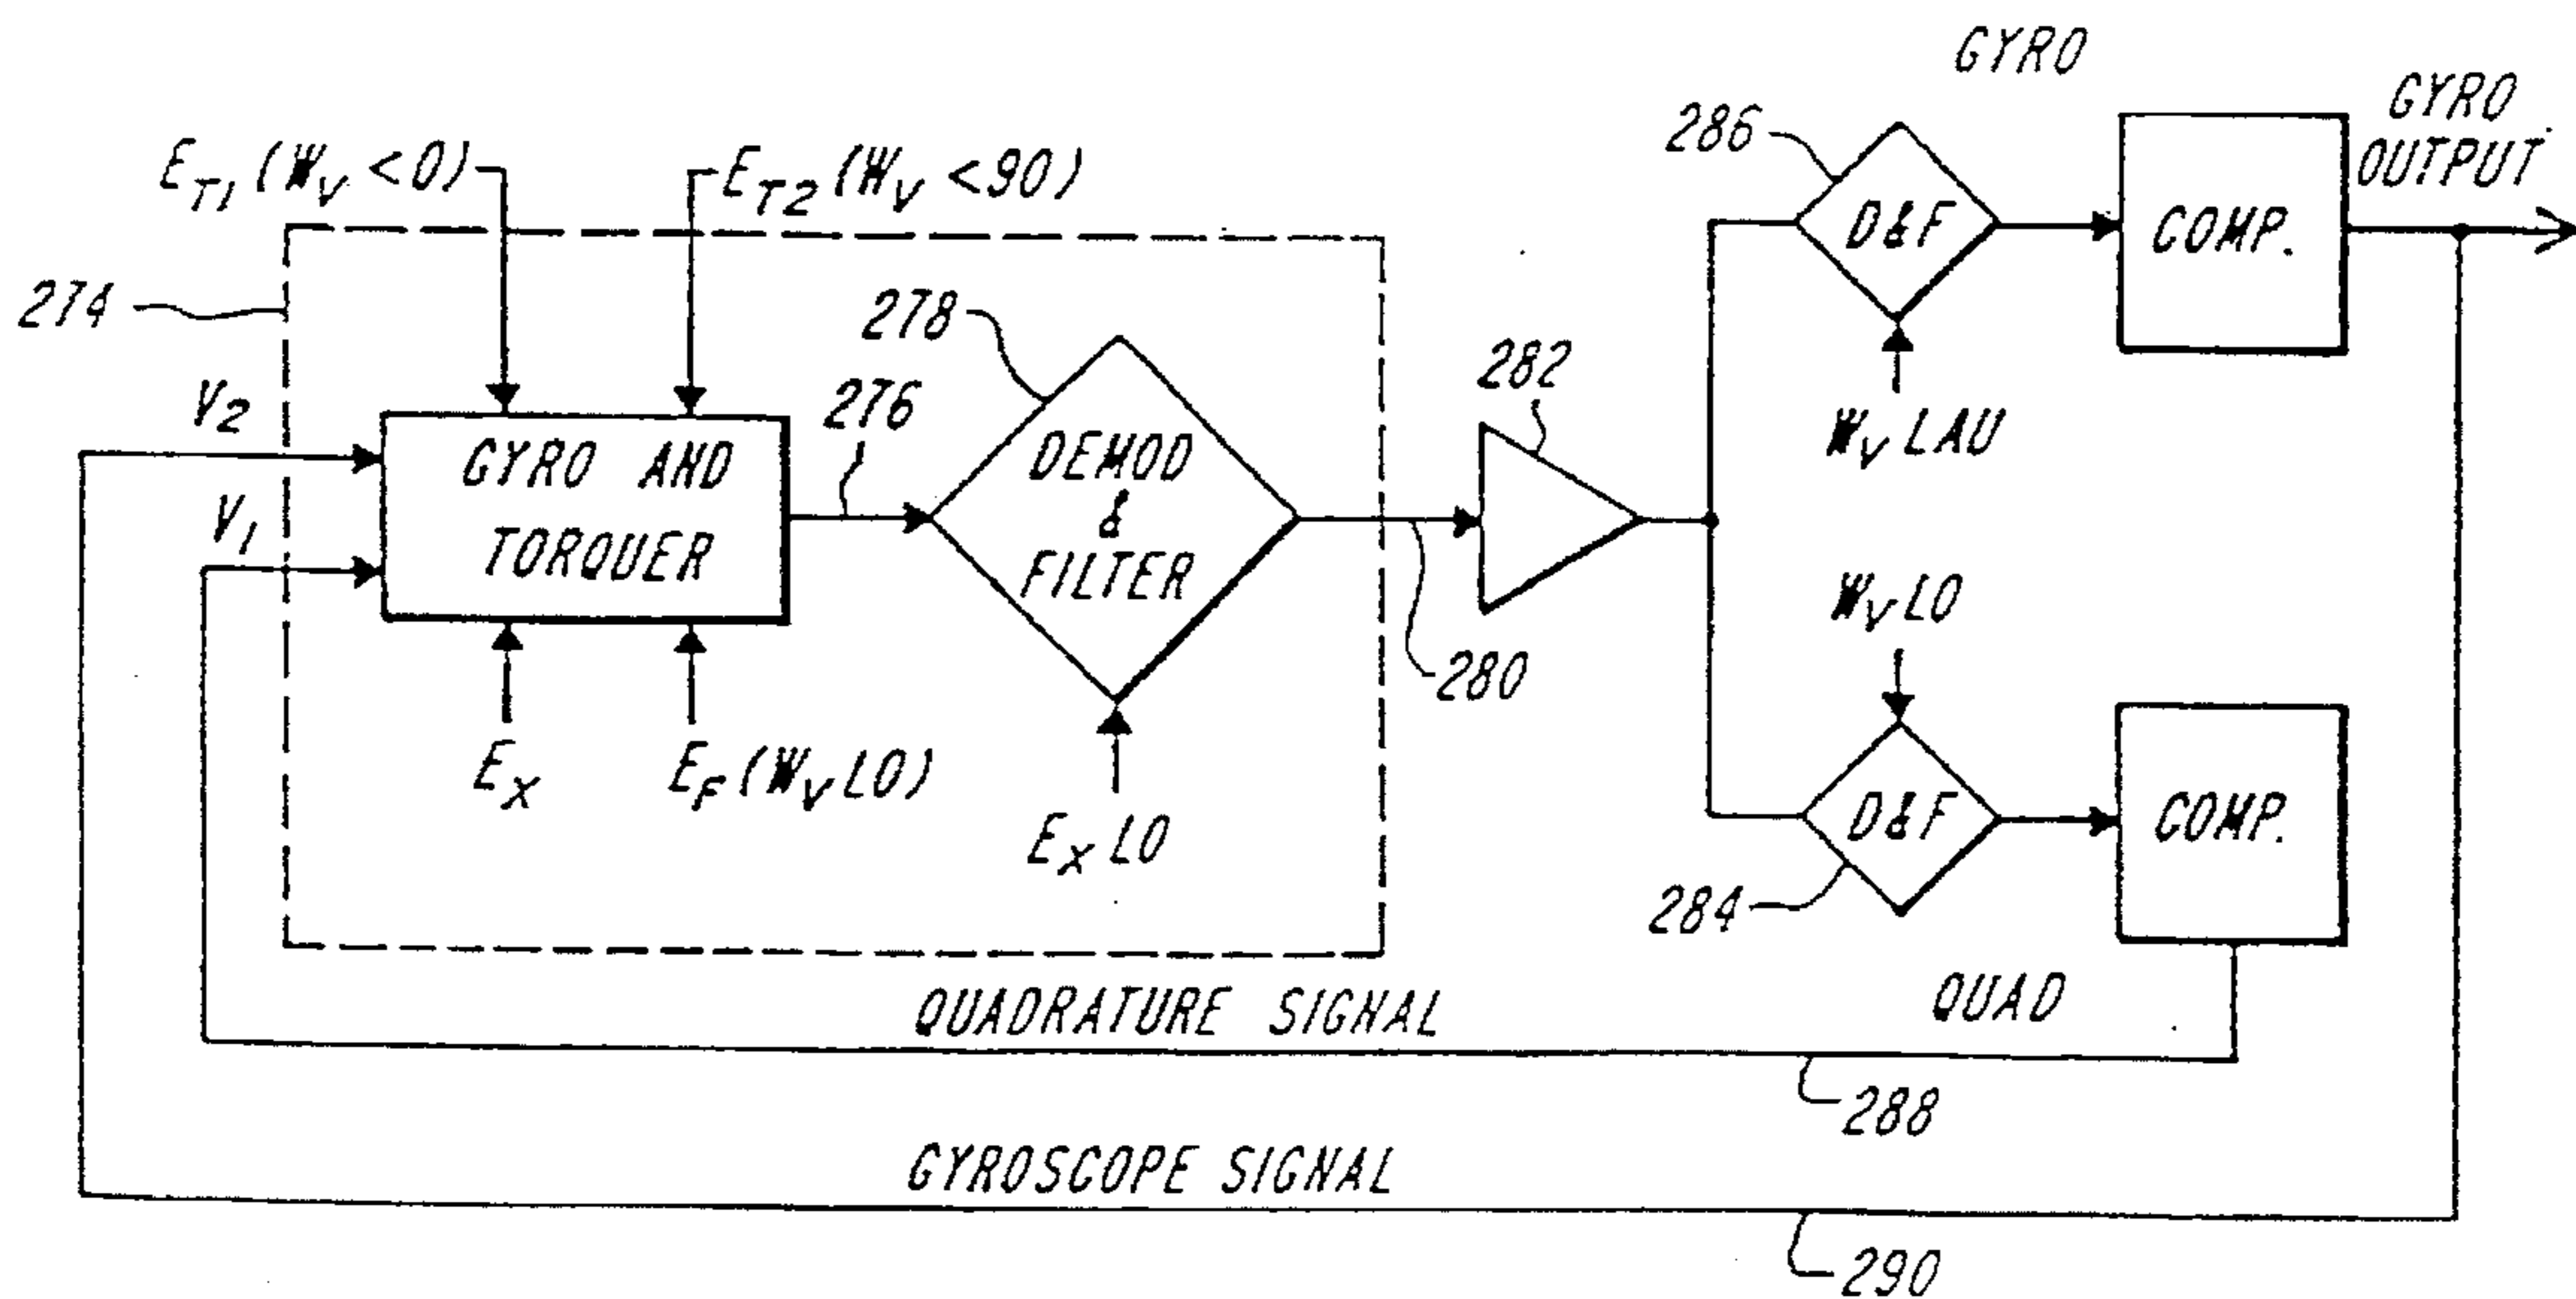 GYRO
GYRO
OUTPUT
286
D&F
COMP.
E_T1 (W_V <0)
E_T2 (W_V <90)
274
278
282
V2
276
W_V LAU
GYRO AND
TORQUER
DEMOD
&
FILTER
V1
W_V LO
280
E_X
E_F (W_V LO)
E_X LO
D&F
COMP.
284
QUADRATURE SIGNAL
QUAD
288
GYROSCOPE SIGNAL
290